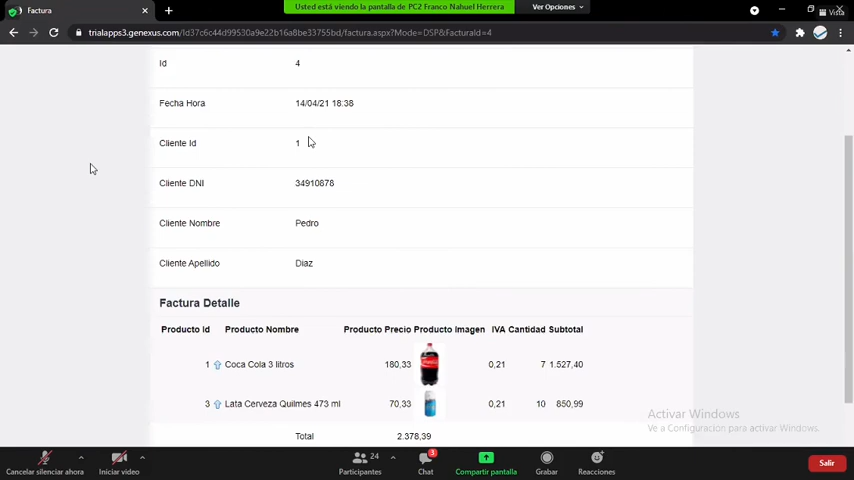 Factura
Usted está viendo la pantalla de PC2 Franco Nahuel Herrera
Ver Opciones
Vista
trialapps3.genexus.com/Id37c6c44d99530a9e22b16a8be33755bd/factura.aspx?Mode=DSP&FacturaId=4
Id 4
Fecha Hora 14/04/21 18:38
Cliente Id 1
Cliente DNI 34910878
Cliente Nombre Pedro
Cliente Apellido Diaz
Factura Detalle
Producto Id Producto Nombre Producto Precio Producto Imagen IVA Cantidad Subtotal
1 Coca Cola 3 litros 180,33 0,21 7 1.527,40
3 Lata Cerveza Quilmes 473 ml 70,33 0,21 10 850,99
Total 2.378,39
Activar Windows
Ve a Configuración para activar Windows.
Cancelar silenciar ahora
Iniciar video
24
Participantes
3
Chat
Compartir pantalla
Grabar
Reacciones
Salir